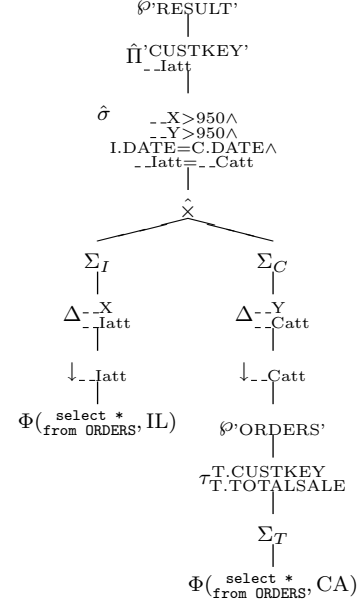 ℘'RESULT'
Π̂'CUSTKEY'
__Iatt
σ̂ __X>950∧
__Y>950∧
I.DATE=C.DATE∧
__Iatt=__Catt
×̂
Σ_I Σ_C
Δ__X
__Iatt
Δ__Y
__Catt
↓__Iatt ↓__Catt
Φ(select *
from ORDERS, IL)
℘'ORDERS'
τT.CUSTKEY
T.TOTALSALE
Σ_T
Φ(select *
from ORDERS, CA)